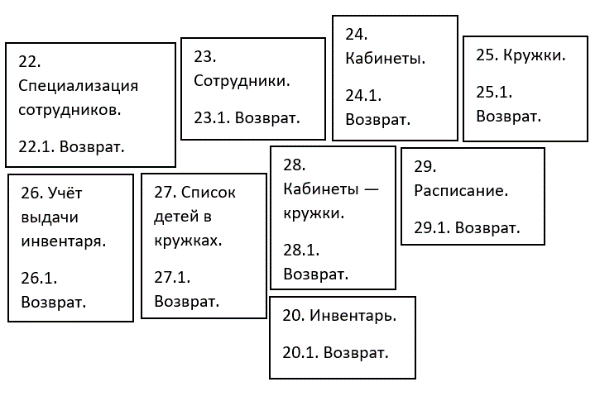 22.
Специализация
сотрудников.
22.1. Возврат.
23.
Сотрудники.
23.1. Возврат.
24.
Кабинеты.
24.1.
Возврат.
25. Кружки.
25.1.
Возврат.
26. Учёт
выдачи
инвентаря.
26.1.
Возврат.
27. Список
детей в
кружках.
27.1.
Возврат.
28.
Кабинеты —
кружки.
28.1.
Возврат.
29.
Расписание.
29.1. Возврат.
20. Инвентарь.
20.1. Возврат.